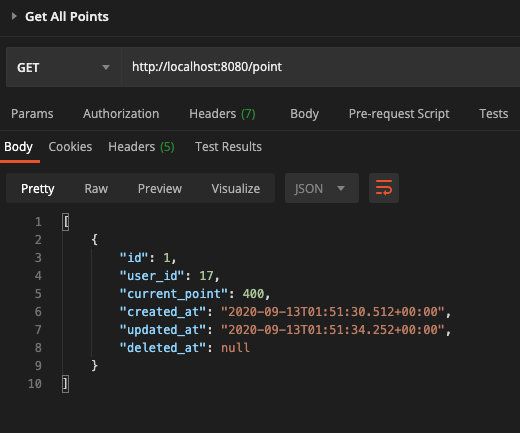 Get All Points
GET http://localhost:8080/point
Params Authorization Headers (7) Body Pre-request Script Tests
Body Cookies Headers (5) Test Results
Pretty Raw Preview Visualize JSON
1 [
2 {
3 "id": 1,
4 "user_id": 17,
5 "current_point": 400,
6 "created_at": "2020-09-13T01:51:30.512+00:00",
7 "updated_at": "2020-09-13T01:51:34.252+00:00",
8 "deleted_at": null
9 }
10 ]